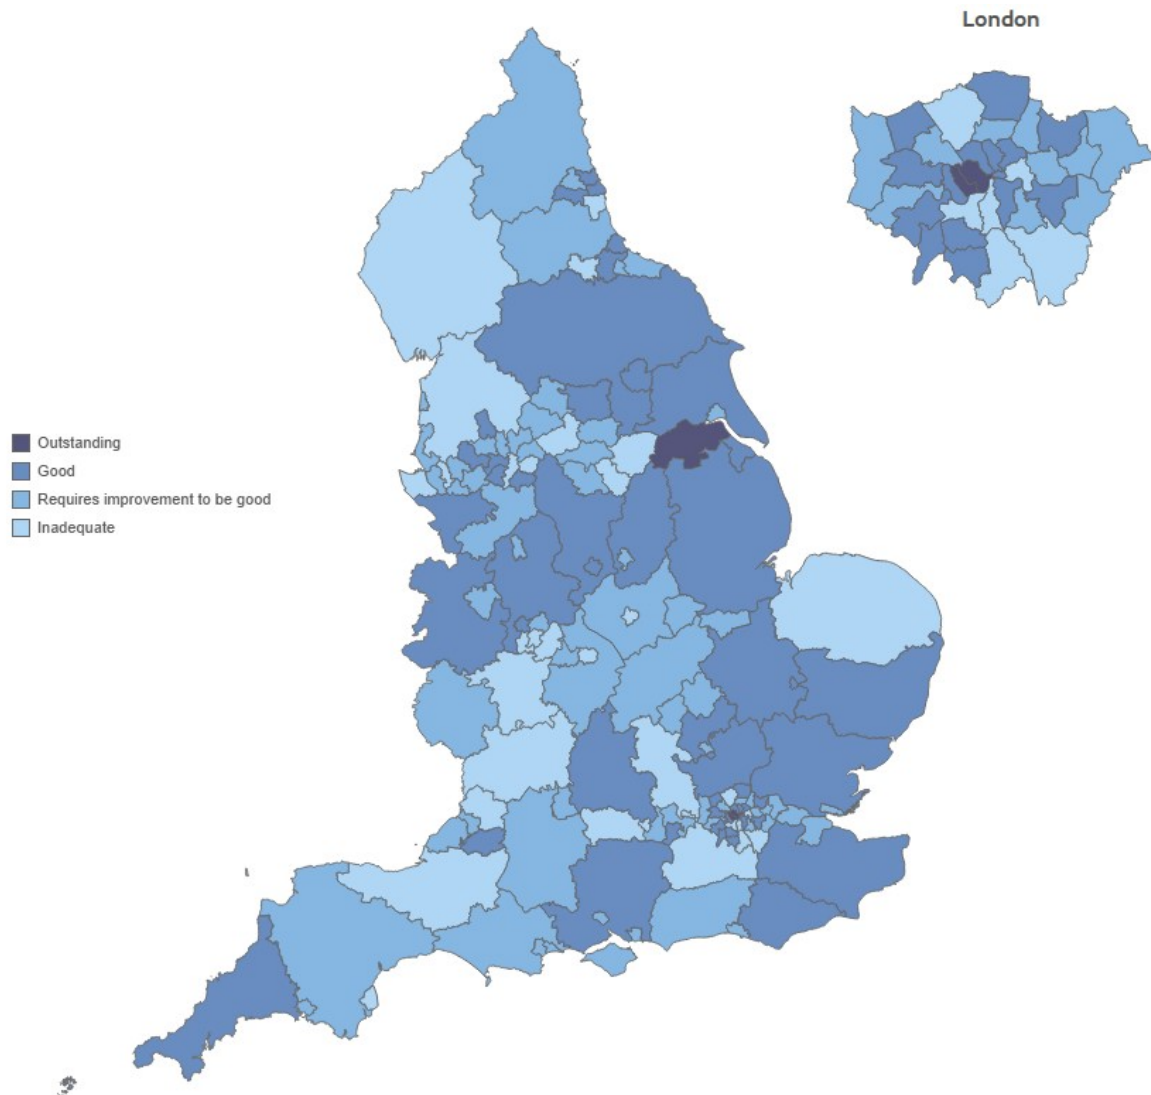 London
Outstanding
Good
Requires improvement to be good
Inadequate